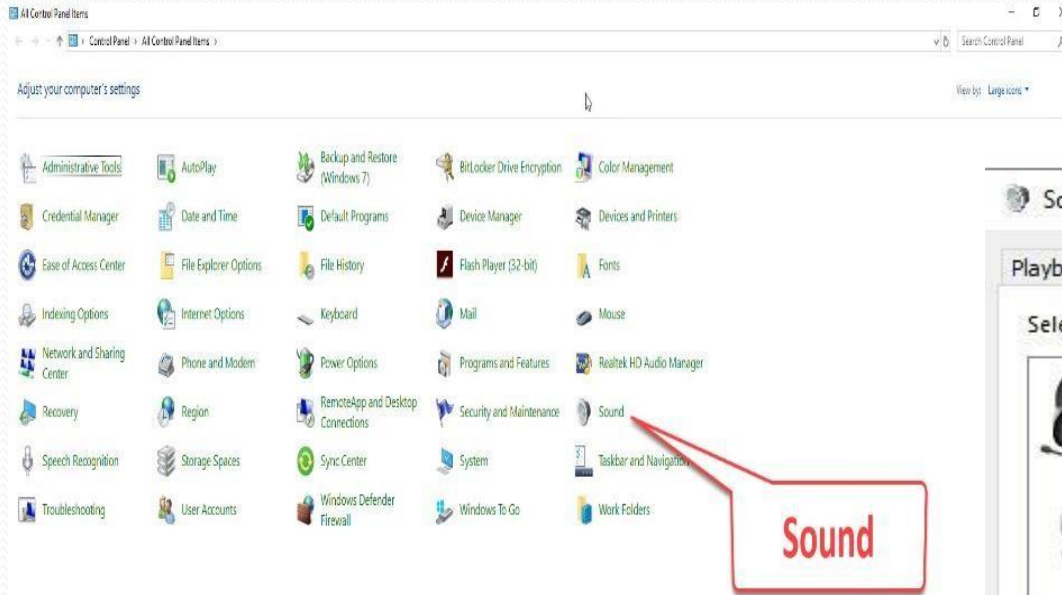 All Control Panel Items
Control Panel > All Control Panel Items >
Search Control Panel
Adjust your computer's settings
View by: Large icons
Administrative Tools
AutoPlay
Backup and Restore
(Windows 7)
BitLocker Drive Encryption
Color Management
Credential Manager
Date and Time
Default Programs
Device Manager
Devices and Printers
Ease of Access Center
File Explorer Options
File History
Flash Player (32-bit)
Fonts
Indexing Options
Internet Options
Keyboard
Mail
Mouse
Network and Sharing
Center
Phone and Modem
Power Options
Programs and Features
Realtek HD Audio Manager
Recovery
Region
RemoteApp and Desktop
Connections
Security and Maintenance
Sound
Speech Recognition
Storage Spaces
Sync Center
System
Taskbar and Navigation
Troubleshooting
User Accounts
Windows Defender
Firewall
Windows To Go
Work Folders
Sound
So
Playb
Sele